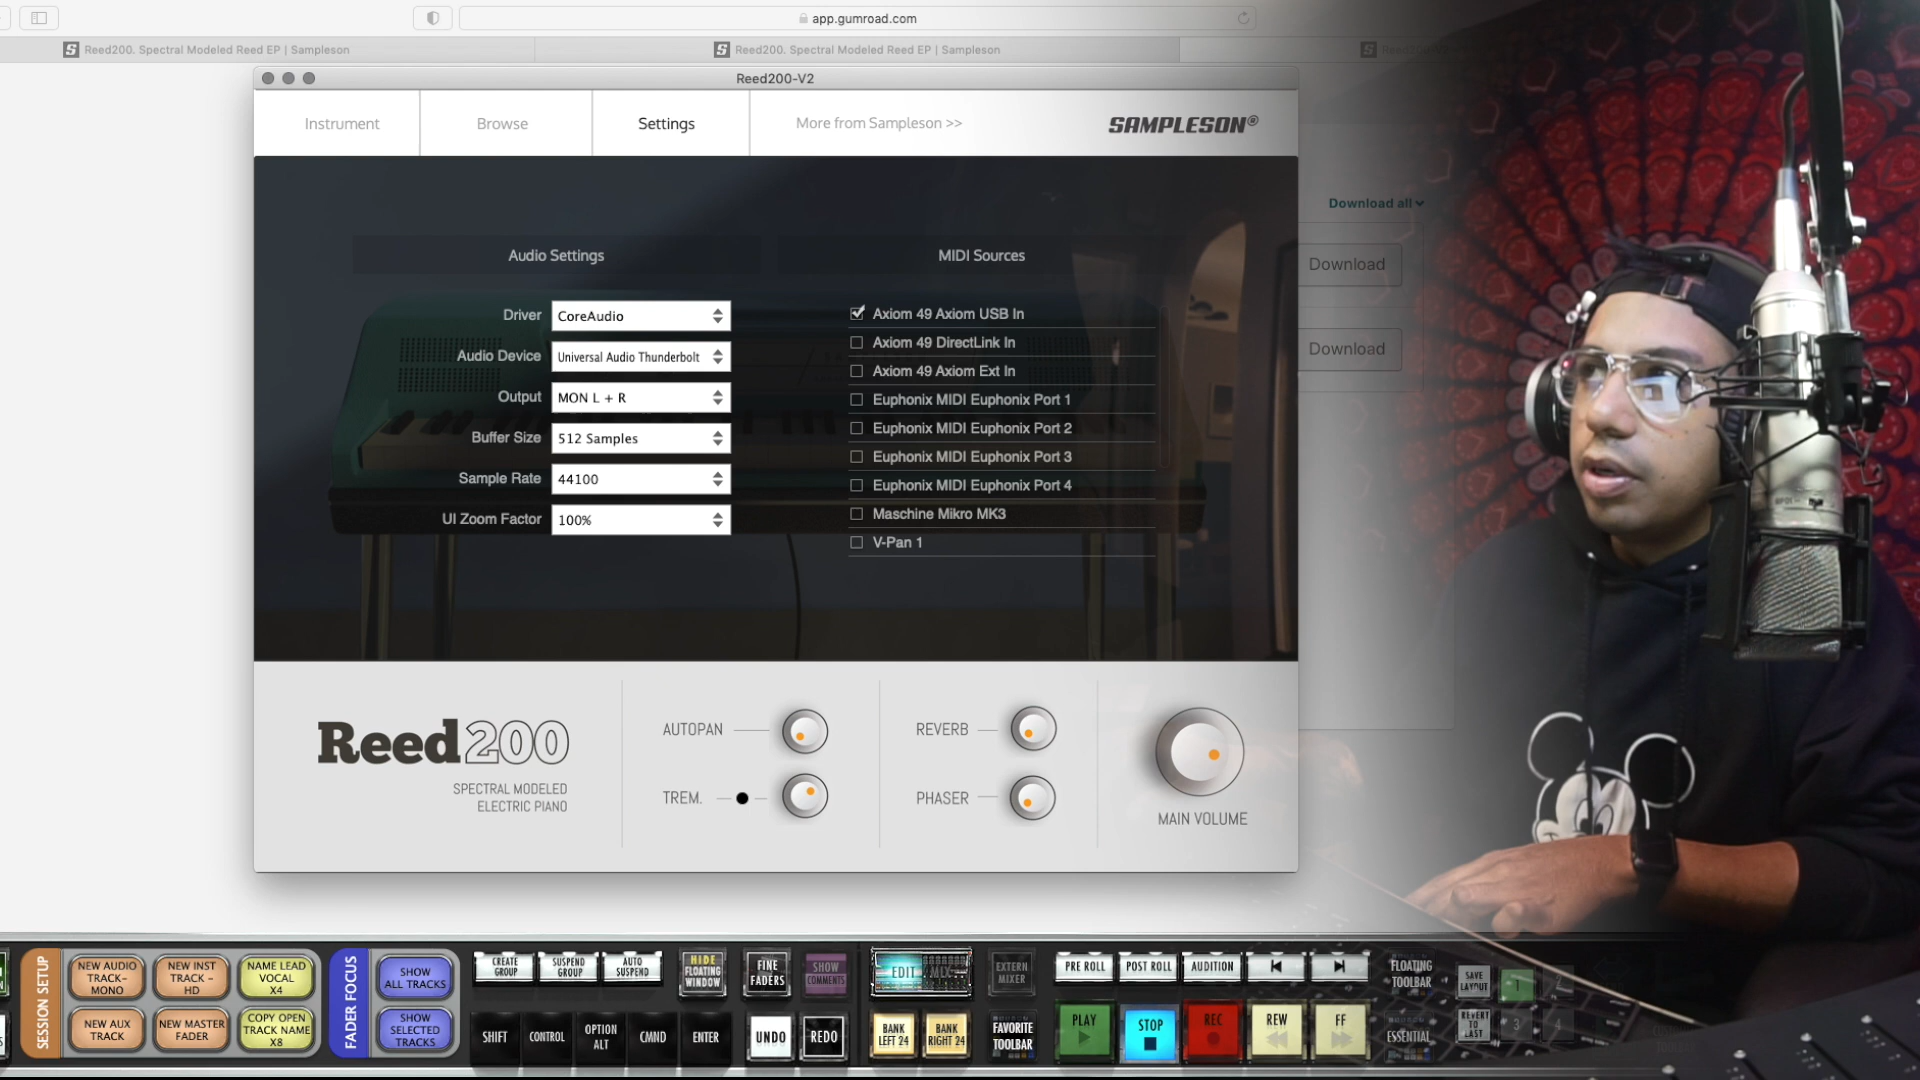 app.gumroad.com
Reed200. Spectral Modeled Reed EP | Sampleson
Reed200. Spectral Modeled Reed EP | Sampleson
Reed200-V2
Instrument
Browse
Settings
More from Sampleson >>
SAMPLESON®
Download all
Download
Download
Audio Settings
Driver CoreAudio
Audio Device Universal Audio Thunderbolt
Output MON L + R
Buffer Size 512 Samples
Sample Rate 44100
UI Zoom Factor 100%
MIDI Sources
Axiom 49 Axiom USB In
Axiom 49 DirectLink In
Axiom 49 Axiom Ext In
Euphonix MIDI Euphonix Port 1
Euphonix MIDI Euphonix Port 2
Euphonix MIDI Euphonix Port 3
Euphonix MIDI Euphonix Port 4
Maschine Mikro MK3
V-Pan 1
Reed200
SPECTRAL MODELED
ELECTRIC PIANO
AUTOPAN
TREM.
REVERB
PHASER
MAIN VOLUME
SESSION SETUP
NEW AUDIO
TRACK-
MONO
NEW INST
TRACK -
HD
NAME LEAD
VOCAL
X4
NEW AUX
TRACK
NEW MASTER
FADER
COPY OPEN
TRACK NAME
X8
FADER FOCUS
SHOW
ALL TRACKS
SHOW
SELECTED
TRACKS
CREATE
GROUP
SUSPEND
GROUP
AUTO
SUSPEND
HIDE
FLOATING
WINDOW
FINE
FADERS
SHOW
COMMENTS
EDIT / MIX
EXTERN
MIXER
PRE ROLL
POST ROLL
AUDITION
FLOATING
TOOLBAR
SAVE
LAYOUT
1
SHIFT
CONTROL
OPTION
ALT
CMND
ENTER
UNDO
REDO
BANK
LEFT 24
BANK
RIGHT 24
FAVORITE
TOOLBAR
PLAY
STOP
REC
REW
FF
ESSENTIAL
REVERT
TO
LAST
3
4